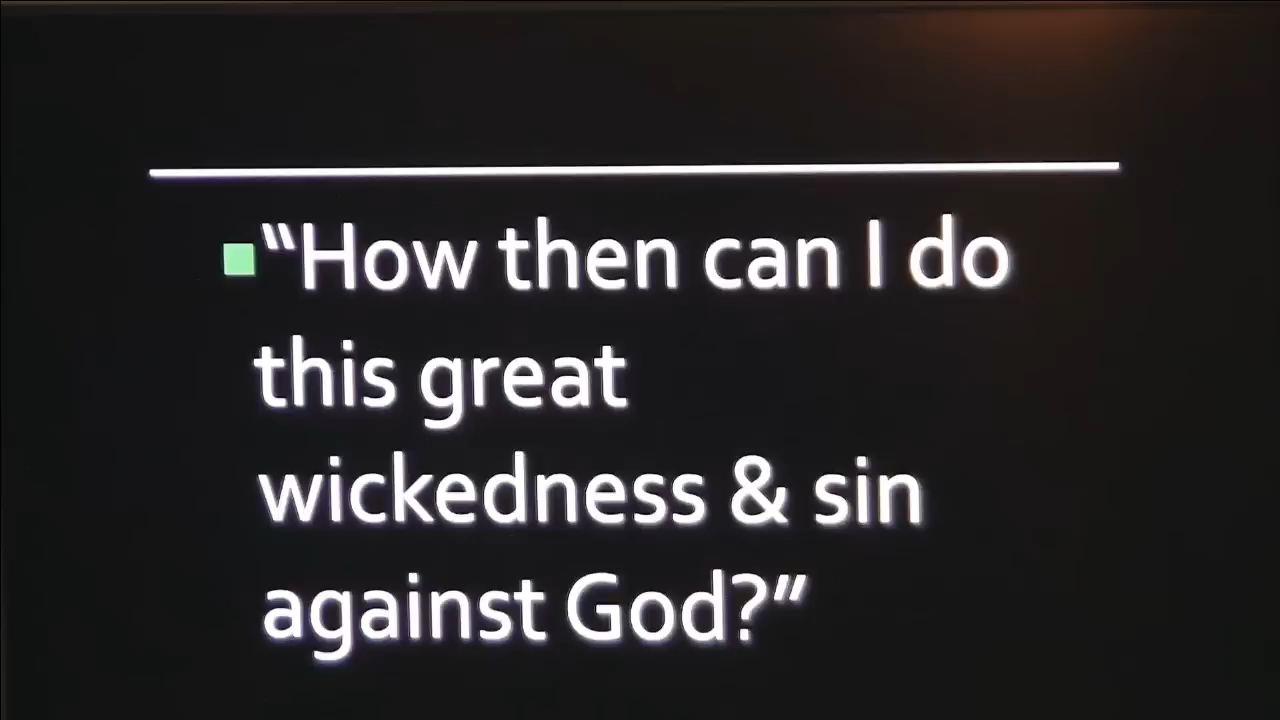 “How then can I do
this great
wickedness & sin
against God?”